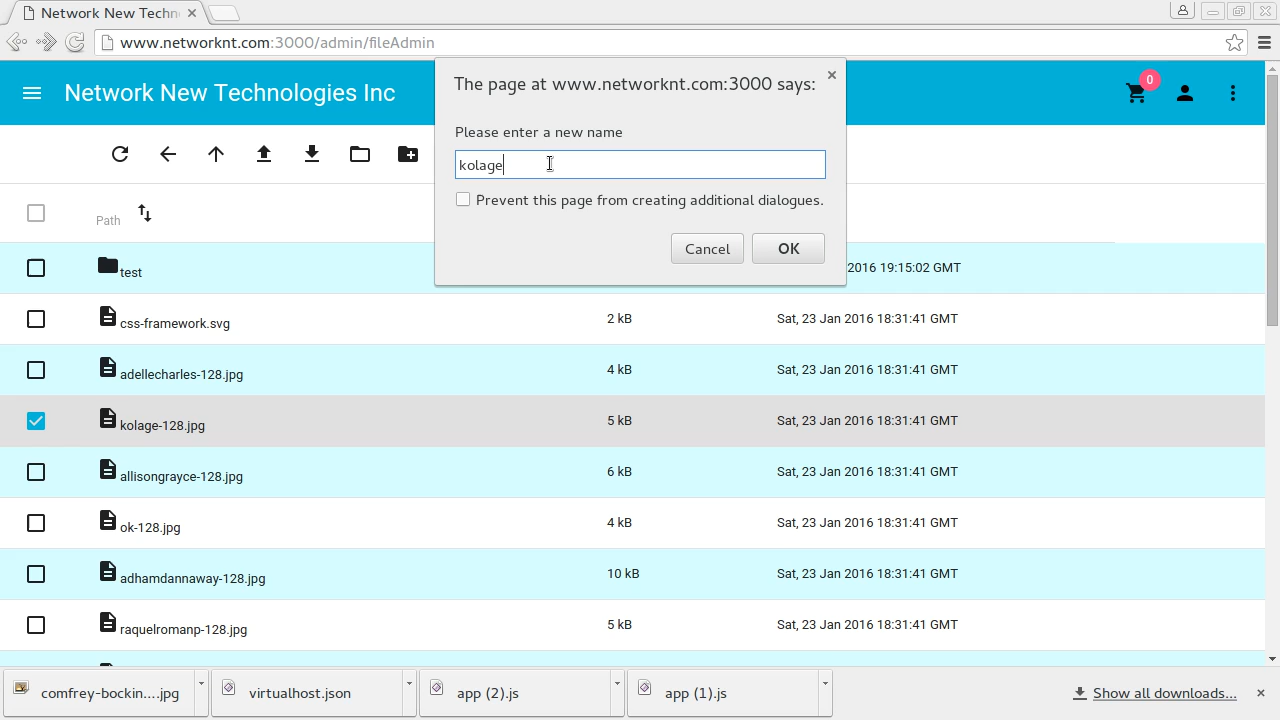 Network New Techn
www.networknt.com:3000/admin/fileAdmin
The page at www.networknt.com:3000 says:
Please enter a new name
kolage
Prevent this page from creating additional dialogues.
Cancel OK
Network New Technologies Inc
0
Path
test 2016 19:15:02 GMT
css-framework.svg 2 kB Sat, 23 Jan 2016 18:31:41 GMT
adellecharles-128.jpg 4 kB Sat, 23 Jan 2016 18:31:41 GMT
kolage-128.jpg 5 kB Sat, 23 Jan 2016 18:31:41 GMT
allisongrayce-128.jpg 6 kB Sat, 23 Jan 2016 18:31:41 GMT
ok-128.jpg 4 kB Sat, 23 Jan 2016 18:31:41 GMT
adhamdannaway-128.jpg 10 kB Sat, 23 Jan 2016 18:31:41 GMT
raquelromanp-128.jpg 5 kB Sat, 23 Jan 2016 18:31:41 GMT
comfrey-bockin....jpg virtualhost.json app (2).js app (1).js Show all downloads...